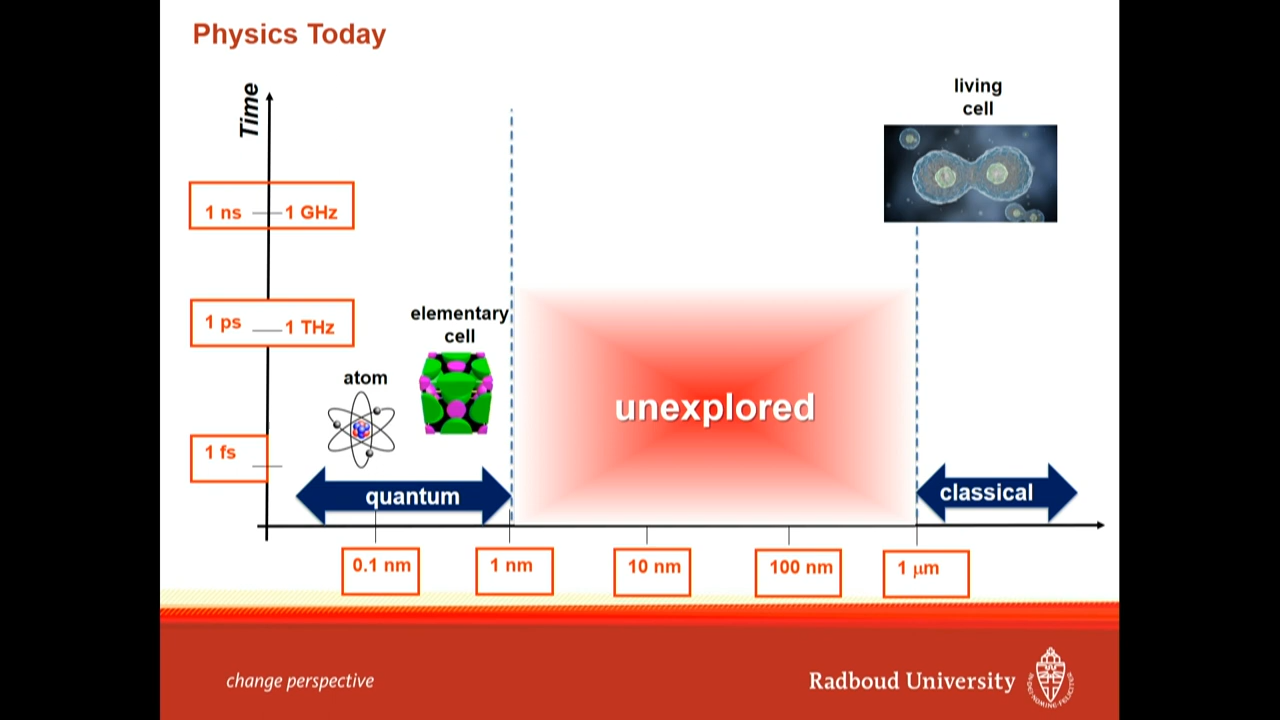 Physics Today
Time
living
cell
1 ns
1 GHz
1 ps
1 THz
elementary
cell
atom
unexplored
1 fs
quantum
classical
0.1 nm
1 nm
10 nm
100 nm
1 μm
change perspective
Radboud University